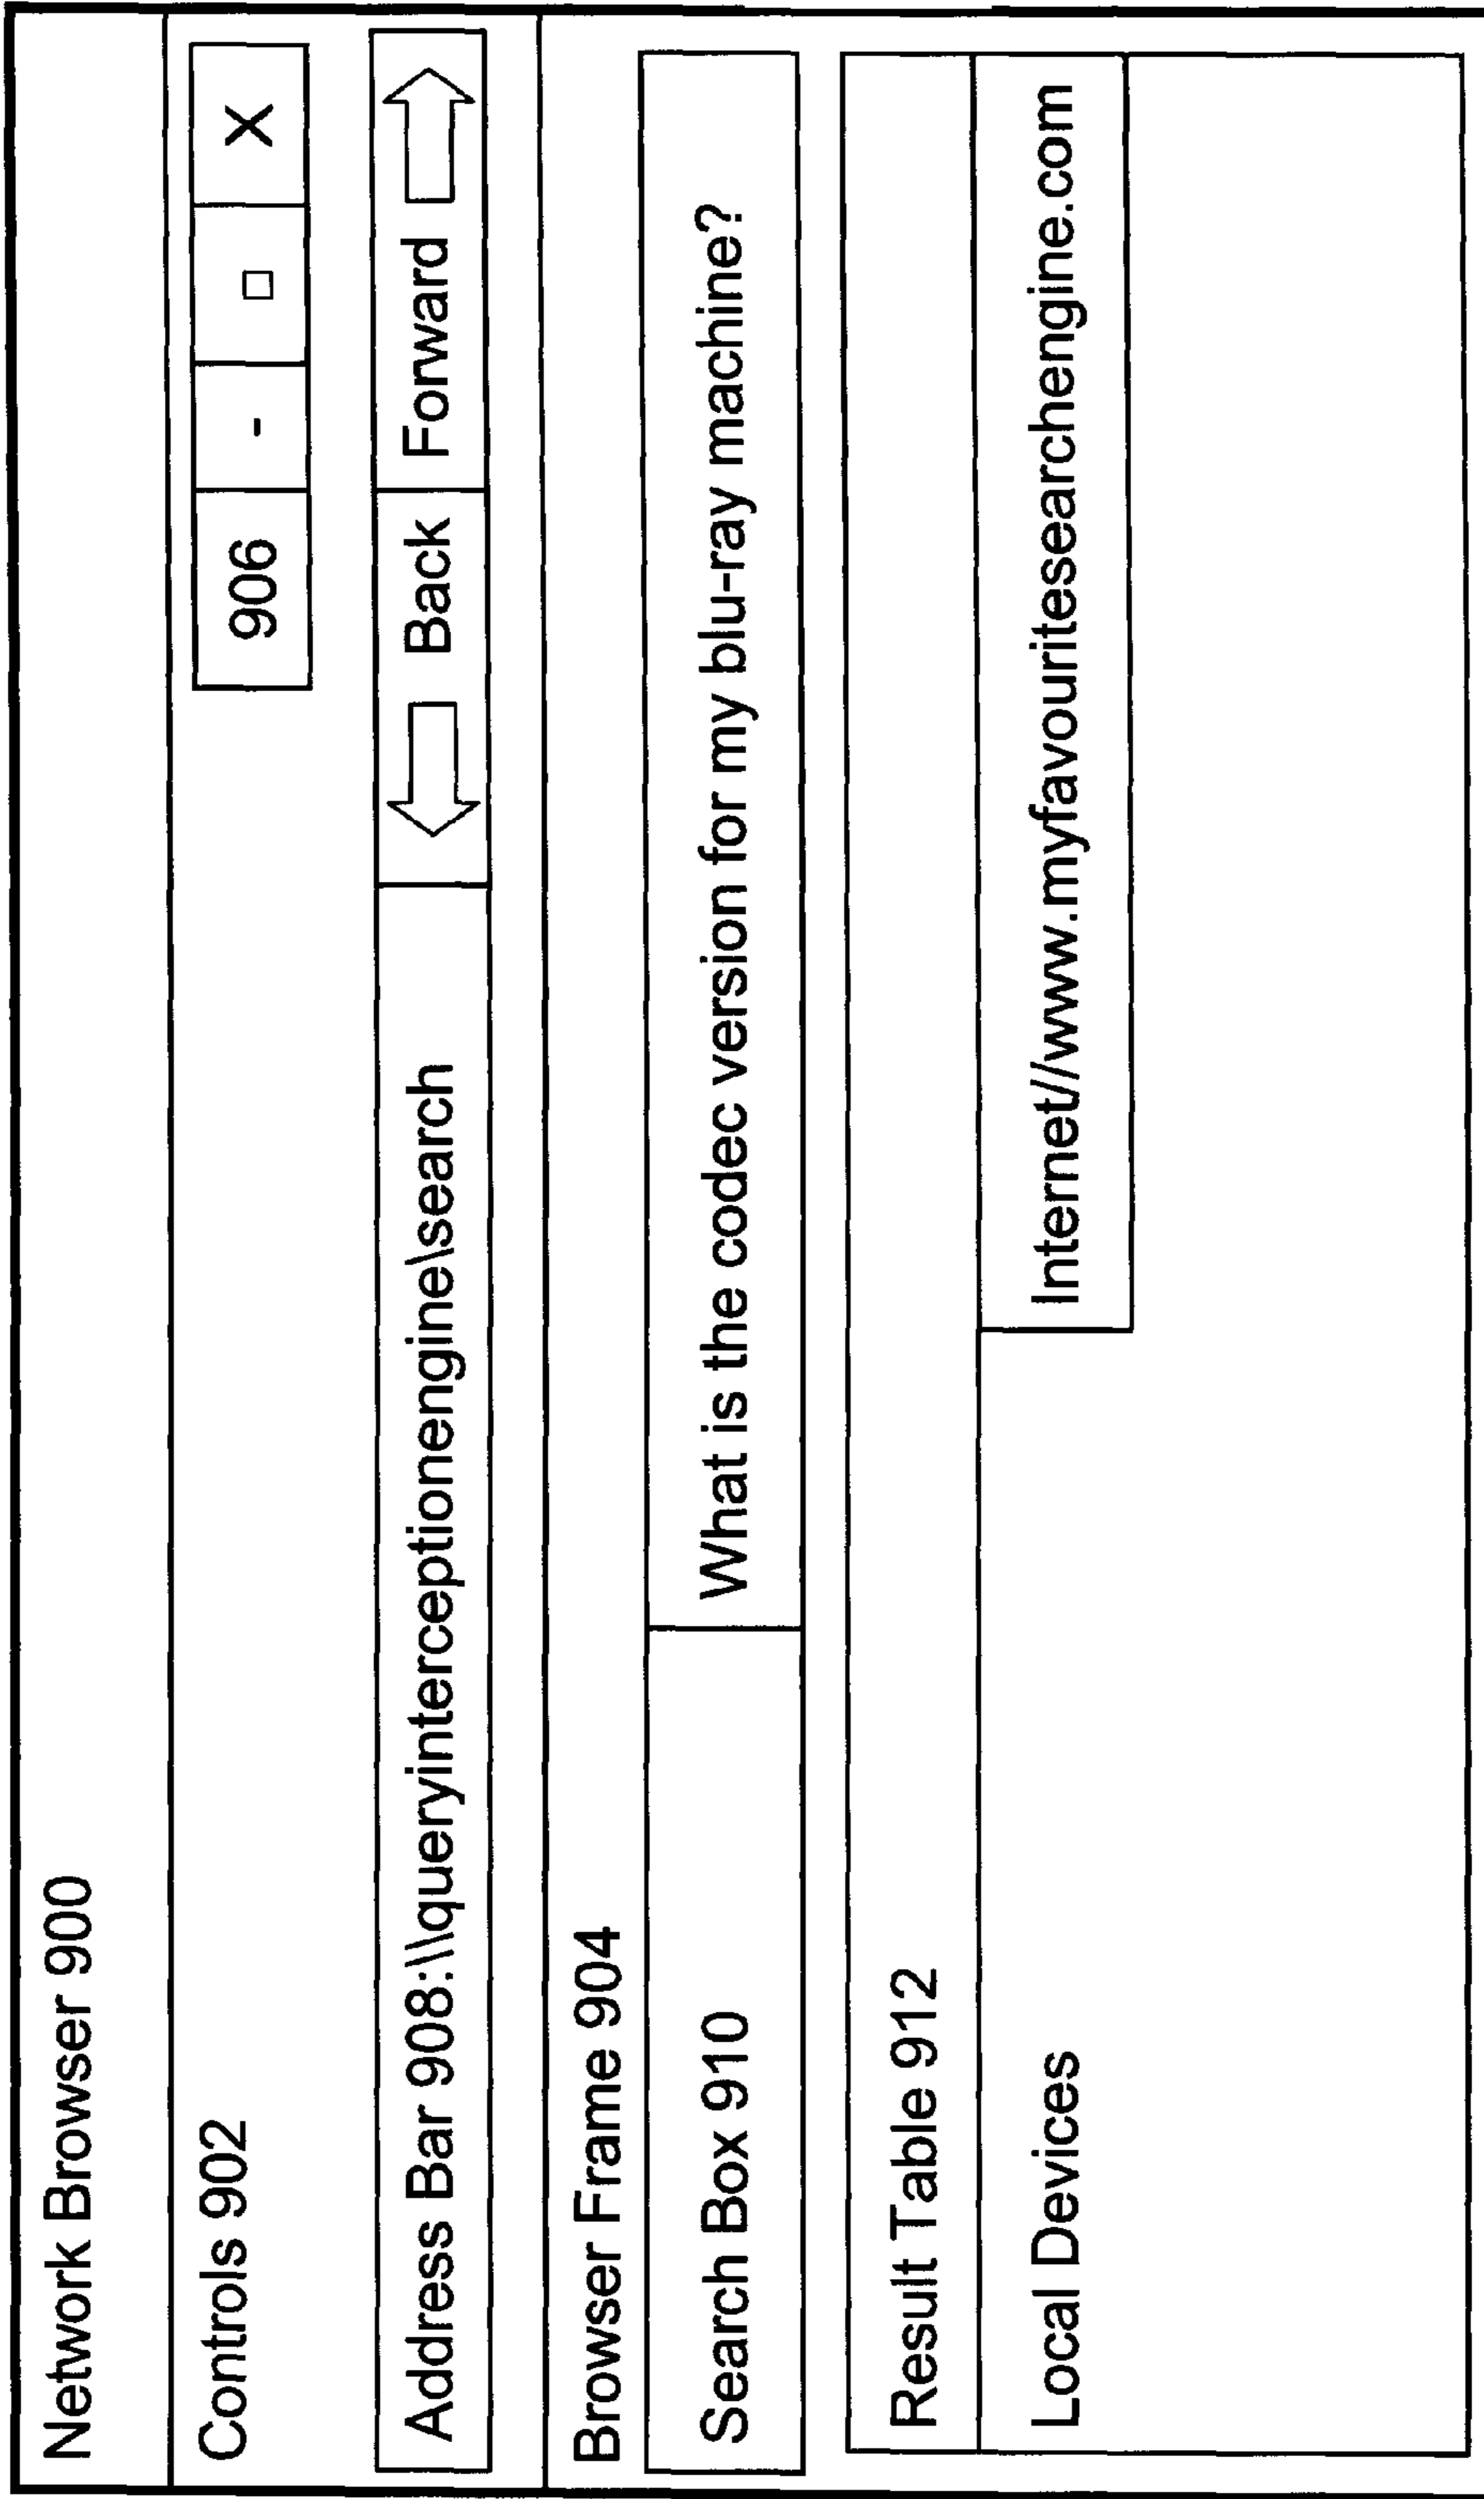 Network Browser 900
Controls 902
906 - □ X
Address Bar 908:\\queryinterceptionengine\search Back Forward
Browser Frame 904
Search Box 910 What is the codec version for my blu-ray machine?
Result Table 912
Local Devices Internet//www.myfavouritesearchengine.com